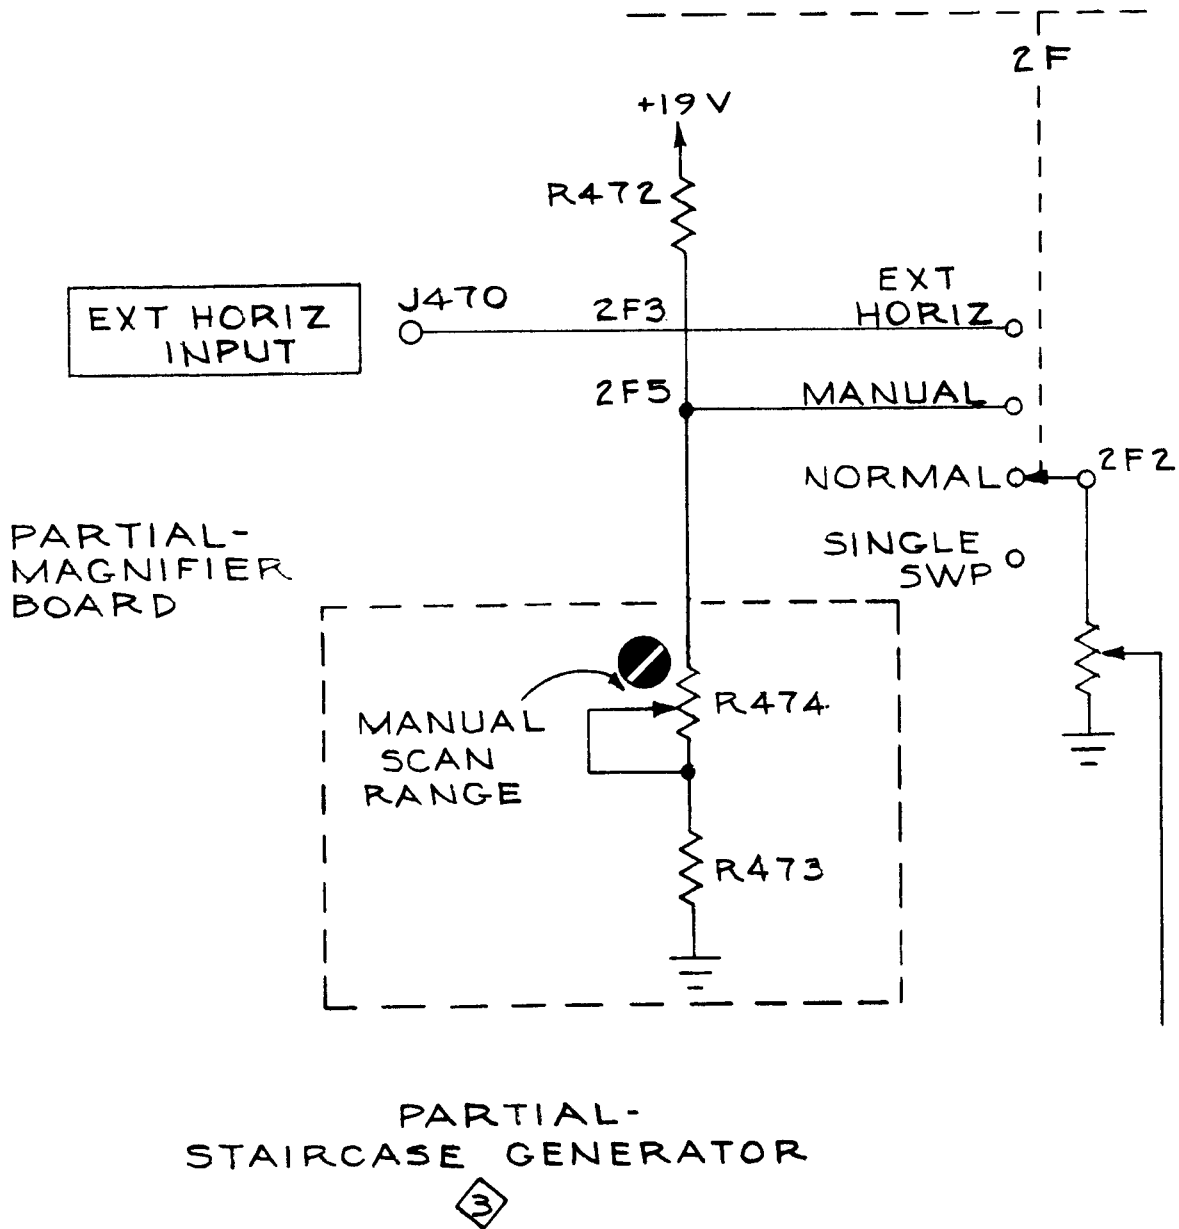 2F
+19V
R472
EXT HORIZ
INPUT
J470
2F3
EXT
HORIZ
2F5
MANUAL
NORMAL
2F2
SINGLE
SWP
PARTIAL-
MAGNIFIER
BOARD
MANUAL
SCAN
RANGE
R474
R473
PARTIAL-
STAIRCASE GENERATOR
3